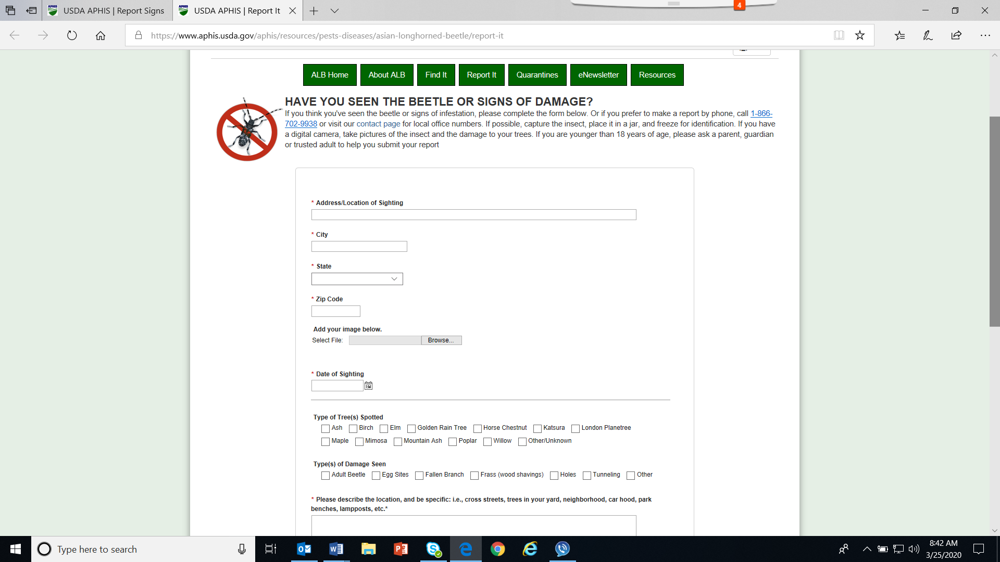 APHIS USDA APHIS | Report Signs
APHIS USDA APHIS | Report It
4
https://www.aphis.usda.gov/aphis/resources/pests-diseases/asian-longhorned-beetle/report-it
ALB Home About ALB Find It Report It Quarantines eNewsletter Resources
HAVE YOU SEEN THE BEETLE OR SIGNS OF DAMAGE?
If you think you've seen the beetle or signs of infestation, please complete the form below. Or if you prefer to make a report by phone, call 1-866-
702-9938 or visit our contact page for local office numbers. If possible, capture the insect, place it in a jar, and freeze for identification. If you have
a digital camera, take pictures of the insect and the damage to your trees. If you are younger than 18 years of age, please ask a parent, guardian
or trusted adult to help you submit your report
* Address/Location of Sighting
* City
* State
* Zip Code
Add your image below.
Select File: Browse...
* Date of Sighting
Type of Tree(s) Spotted
Ash Birch Elm Golden Rain Tree Horse Chestnut Katsura London Planetree
Maple Mimosa Mountain Ash Poplar Willow Other/Unknown
Type(s) of Damage Seen
Adult Beetle Egg Sites Fallen Branch Frass (wood shavings) Holes Tunneling Other
* Please describe the location, and be specific: i.e., cross streets, trees in your yard, neighborhood, car hood, park
benches, lampposts, etc.*
Type here to search
8:42 AM
3/25/2020